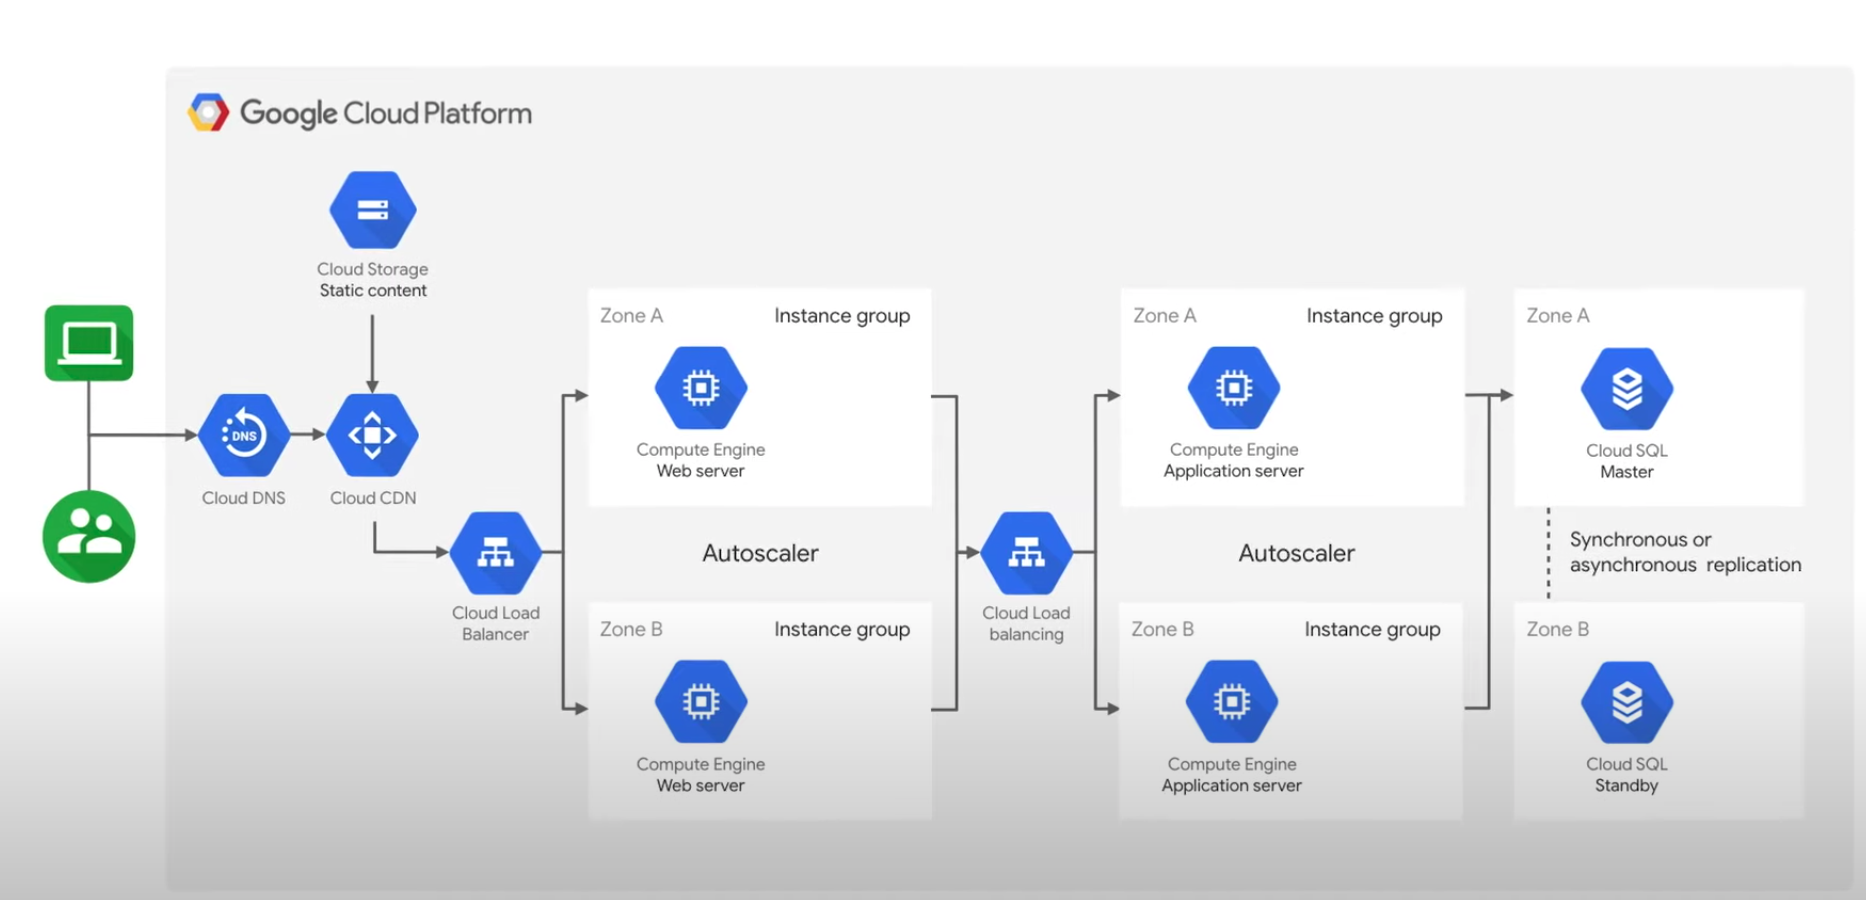 Google Cloud Platform
Cloud Storage
Static content
DNS
Cloud DNS
Cloud CDN
Cloud Load
Balancer
Zone A
Instance group
Compute Engine
Web server
Autoscaler
Zone B
Instance group
Compute Engine
Web server
Cloud Load
balancing
Zone A
Instance group
Compute Engine
Application server
Autoscaler
Zone B
Instance group
Compute Engine
Application server
Zone A
Cloud SQL
Master
Synchronous or
asynchronous replication
Zone B
Cloud SQL
Standby